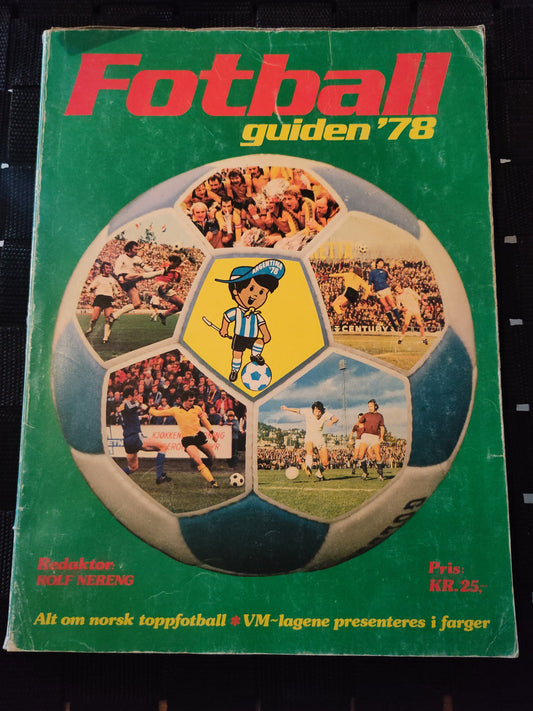 Fotball
guiden '78
ARGENTINA
'78
KJØKKEN
Redaktør:
ROLF NERENG
Pris:
KR. 25,-
Alt om norsk toppfotball * VM-lagene presenteres i farger